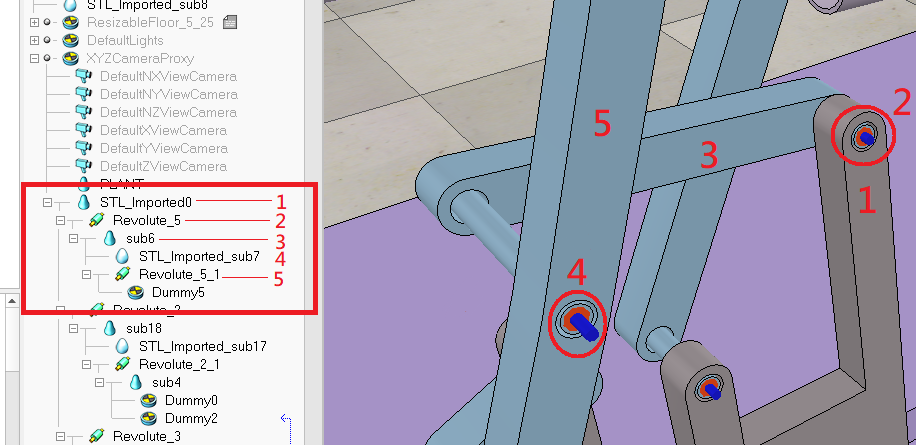 STL_Imported_sub8
ResizableFloor_5_25
DefaultLights
XYZCameraProxy
DefaultNXViewCamera
DefaultNYViewCamera
DefaultNZViewCamera
DefaultXViewCamera
DefaultYViewCamera
DefaultZViewCamera
PLANT
STL_Imported0 1
Revolute_5 2
sub6 3
STL_Imported_sub7 4
Revolute_5_1 5
Dummy5
Revolute_2
sub18
STL_Imported_sub17
Revolute_2_1
sub4
Dummy0
Dummy2
Revolute_3
5
3
2
1
4